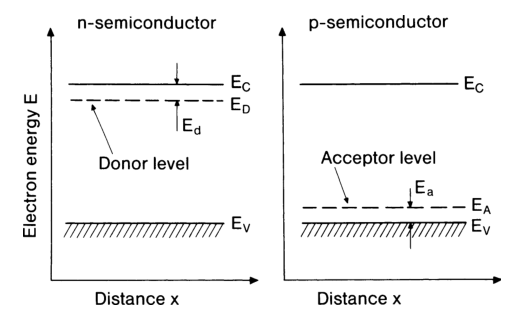 n-semiconductor
Electron energy E
E_C
E_D
E_d
Donor level
E_V
Distance x
p-semiconductor
E_C
Acceptor level
E_a
E_A
E_V
Distance x